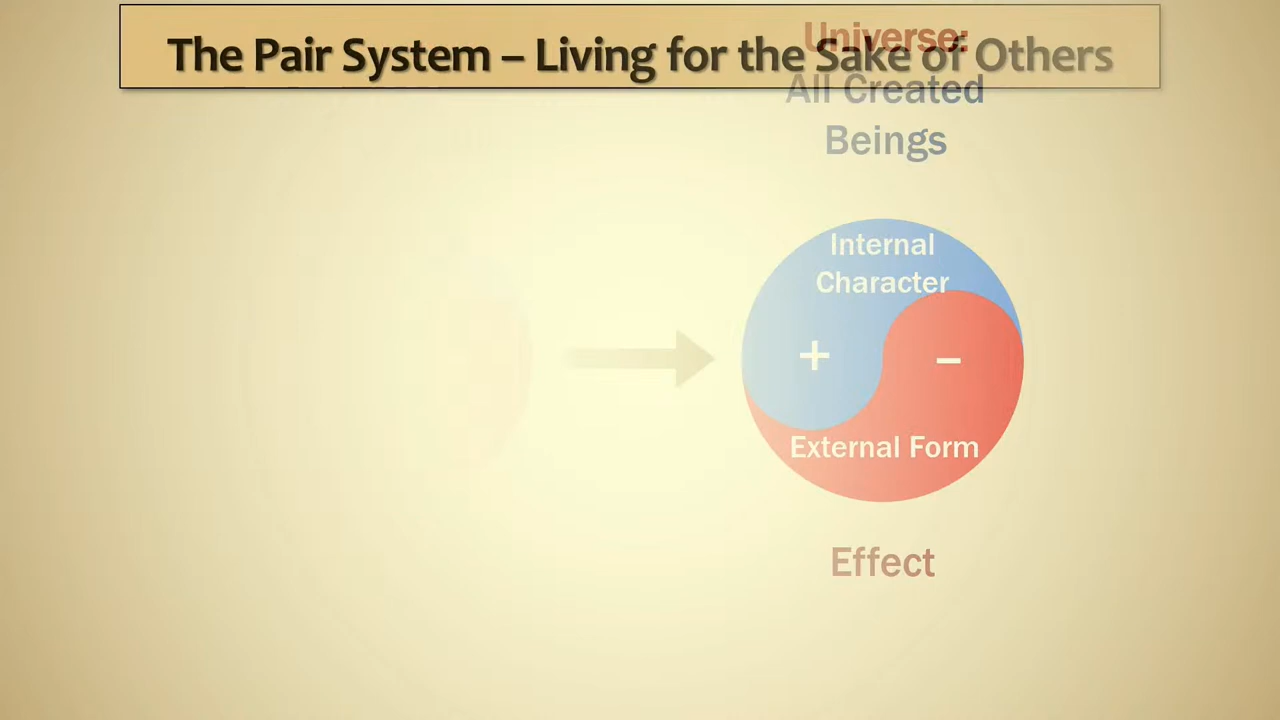 The Pair System – Living for the Sake of Others
Universe:
All Created
Beings
Internal
Character
+
–
External Form
Effect